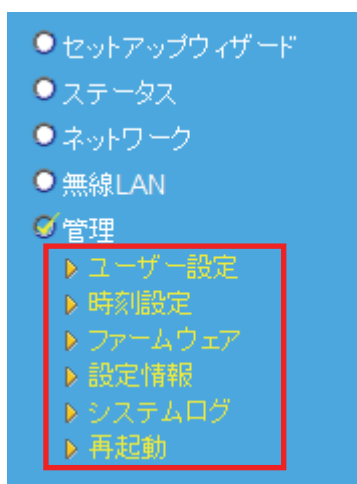 セットアップウィザード
ステータス
ネットワーク
無線LAN
管理
ユーザー設定
時刻設定
ファームウェア
設定情報
システムログ
再起動